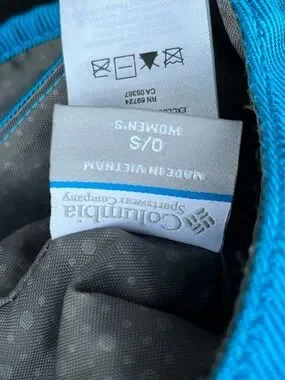 Columbia
Sportswear Company
MADE IN VIETNAM
WOMEN'S
O/S
CA 05367
RN 69724